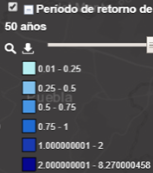 Periodo de retorno de
50 años
0.01 - 0.25
0.25 - 0.5
0.5 - 0.75
0.75 - 1
1.000000001 - 2
2.000000001 - 8.270000458
Puebla